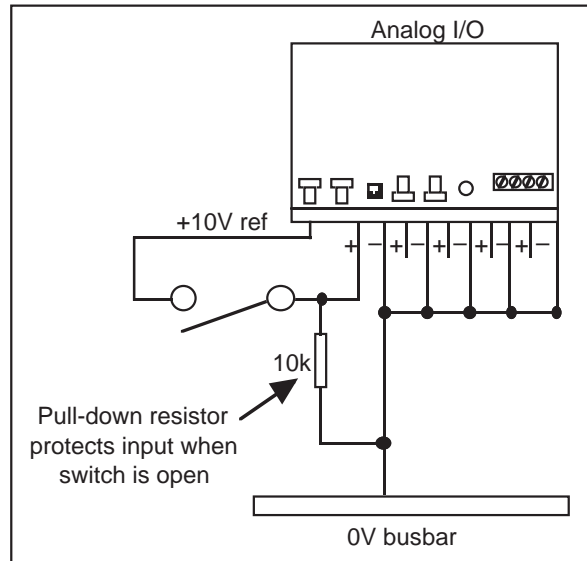 Analog I/O
+10V ref
+ – + – + – + – + –
10k
Pull-down resistor
protects input when
switch is open
0V busbar